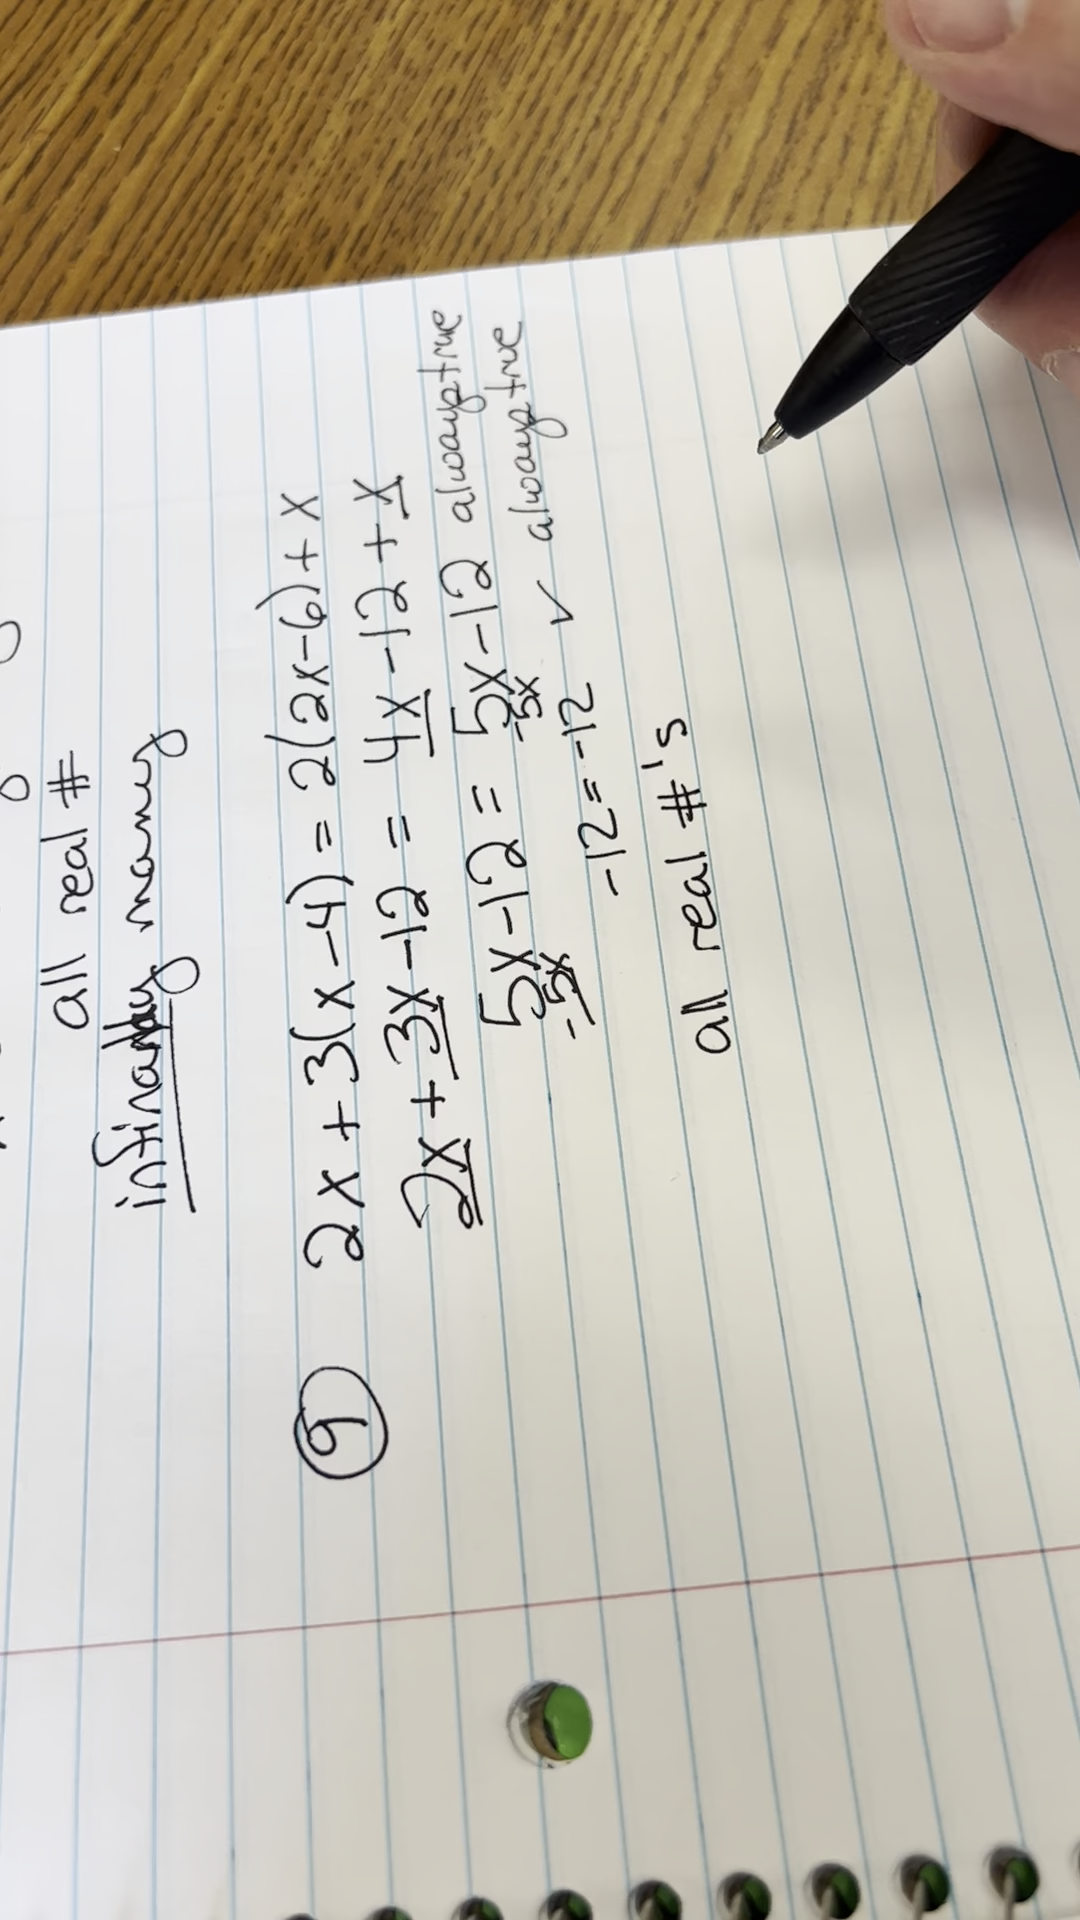 all real #
many
9 2x + 3(x - 4) = 2(2x - 6) + x
2x + 3x - 12 = 4x - 12 + x
5x - 12 = 5x - 12 always true
-5x -5x
-12 = -12 ✓ always true
all real #'s